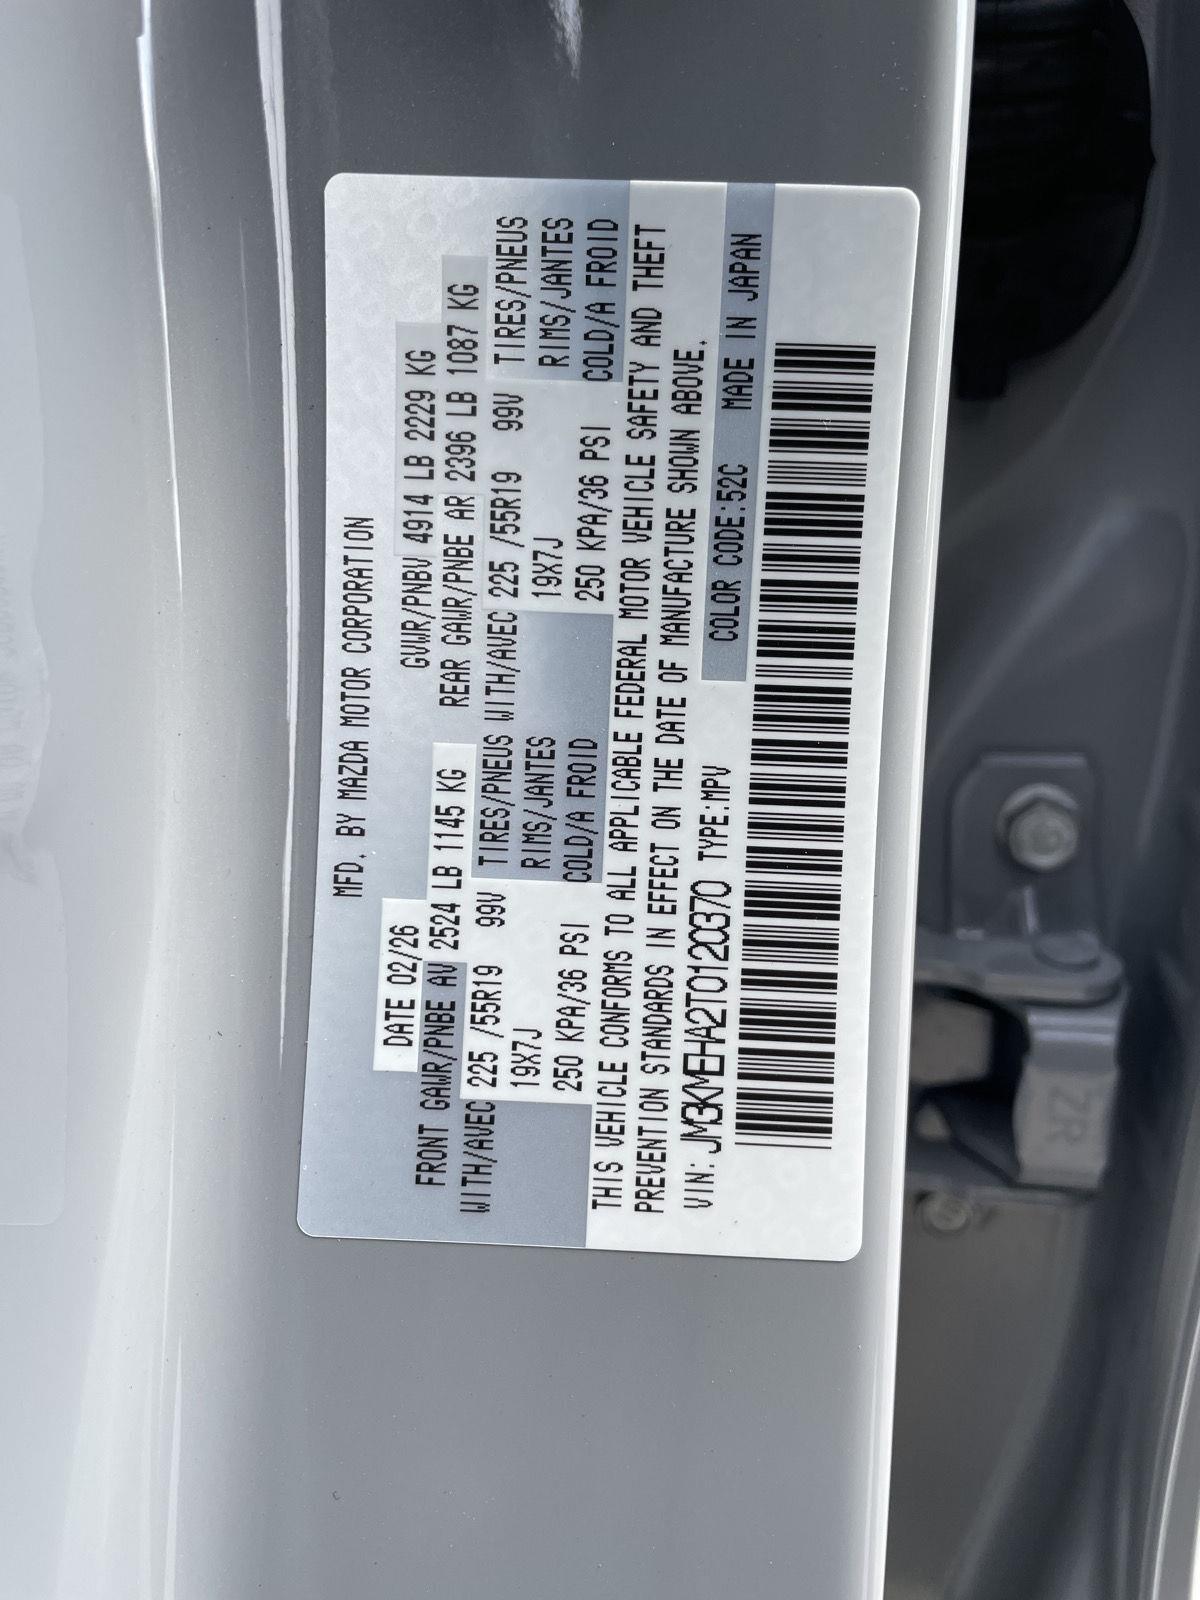 MFD. BY MAZDA MOTOR CORPORATION
DATE 02/26 GVWR/PNBV 4914 LB 2229 KG
FRONT GAWR/PNBE AV 2524 LB 1145 KG REAR GAWR/PNBE AR 2396 LB 1087 KG
WITH/AVEC 225 /55R19 99V TIRES/PNEUS WITH/AVEC 225 /55R19 99V TIRES/PNEUS
19X7J RIMS/JANTES 19X7J RIMS/JANTES
250 KPA/36 PSI COLD/A FROID 250 KPA/36 PSI COLD/A FROID
THIS VEHICLE CONFORMS TO ALL APPLICABLE FEDERAL MOTOR VEHICLE SAFETY AND THEFT
PREVENTION STANDARDS IN EFFECT ON THE DATE OF MANUFACTURE SHOWN ABOVE.
VIN: JM3KMEHA2T0120370 TYPE:MPV COLOR CODE:52C MADE IN JAPAN
ZR